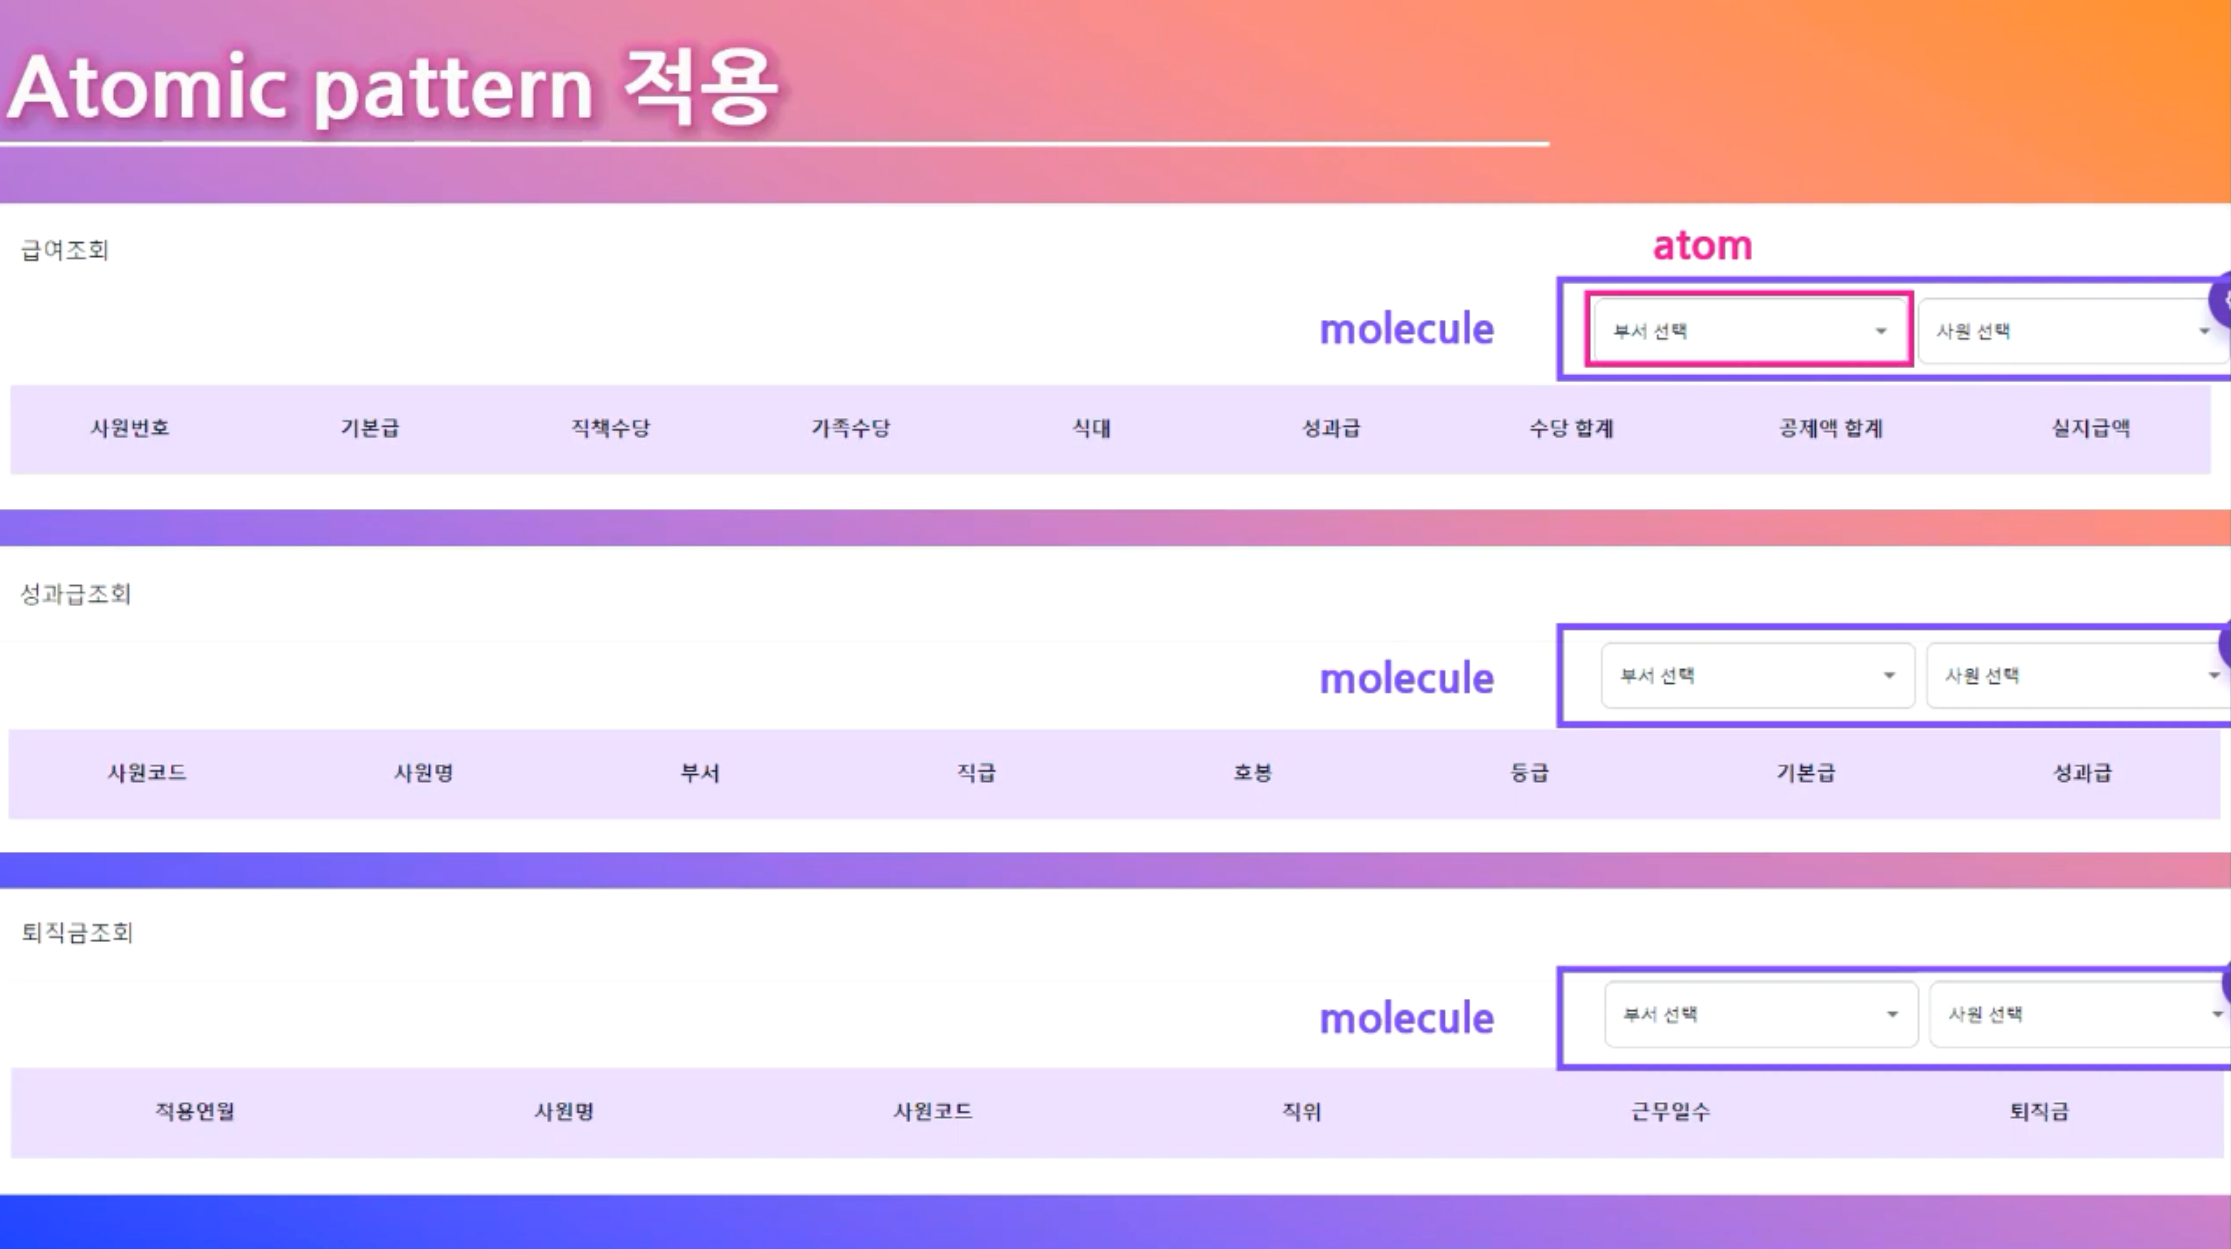 Atomic pattern 적용
급여조회
atom
molecule
부서 선택 사원 선택
사원번호 기본급 직책수당 가족수당 식대 성과급 수당 합계 공제액 합계 실지급액
성과급조회
molecule
부서 선택 사원 선택
사원코드 사원명 부서 직급 호봉 등급 기본급 성과급
퇴직금조회
molecule
부서 선택 사원 선택
적용연월 사원명 사원코드 직위 근무일수 퇴직금